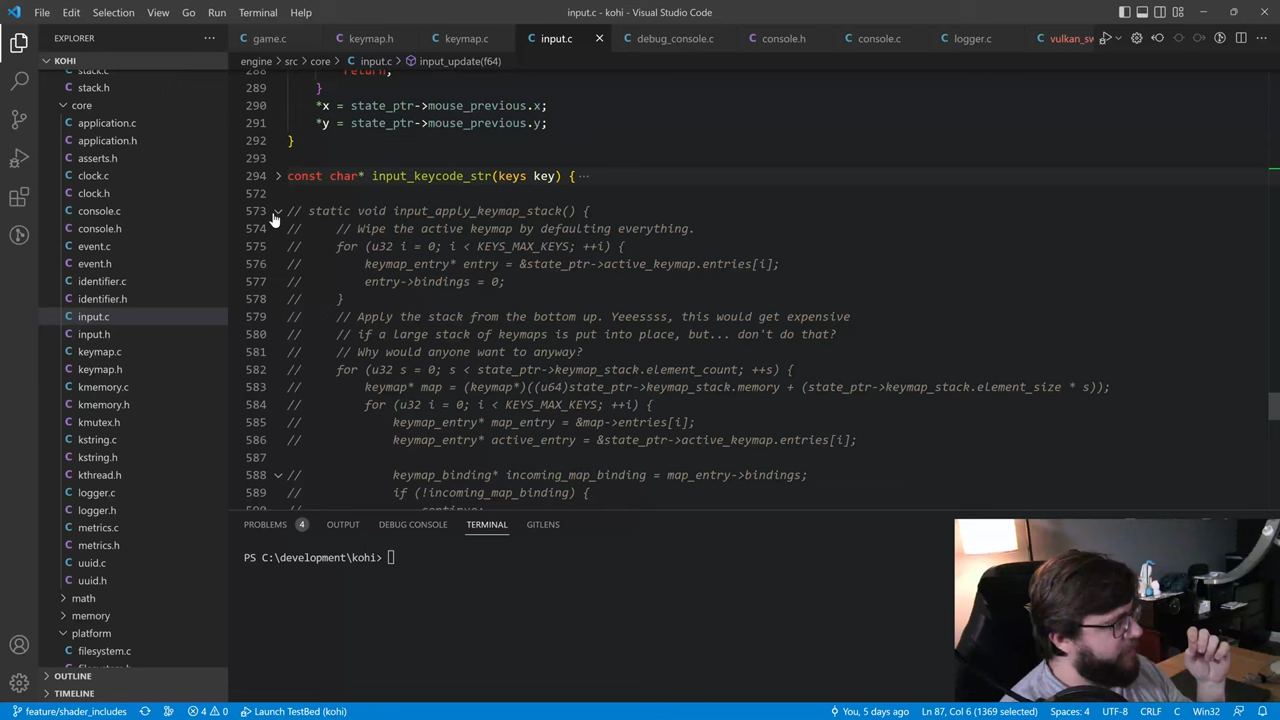 File Edit Selection View Go Run Terminal Help input.c - kohi - Visual Studio Code
EXPLORER
game.c keymap.h keymap.c input.c debug_console.c console.h console.c logger.c vulkan_sw
KOHI
engine > src > core > input.c > input_update(f64)
stack.c
stack.h
core
application.c
application.h
asserts.h
clock.c
clock.h
console.c
console.h
event.c
event.h
identifier.c
identifier.h
input.c
input.h
keymap.c
keymap.h
kmemory.c
kmemory.h
kmutex.h
kstring.c
kstring.h
kthread.h
logger.c
logger.h
metrics.c
metrics.h
uuid.c
uuid.h
math
memory
platform
filesystem.c
filesystem.h
OUTLINE
TIMELINE
288 return;
289 }
290 *x = state_ptr->mouse_previous.x;
291 *y = state_ptr->mouse_previous.y;
292 }
293
294 const char* input_keycode_str(keys key) { ···
572
573 // static void input_apply_keymap_stack() {
574 // // Wipe the active keymap by defaulting everything.
575 // for (u32 i = 0; i < KEYS_MAX_KEYS; ++i) {
576 // keymap_entry* entry = &state_ptr->active_keymap.entries[i];
577 // entry->bindings = 0;
578 // }
579 // // Apply the stack from the bottom up. Yeeessss, this would get expensive
580 // // if a large stack of keymaps is put into place, but... don't do that?
581 // // Why would anyone want to anyway?
582 // for (u32 s = 0; s < state_ptr->keymap_stack.element_count; ++s) {
583 // keymap* map = (keymap*)((u64)state_ptr->keymap_stack.memory + (state_ptr->keymap_stack.element_size * s));
584 // for (u32 i = 0; i < KEYS_MAX_KEYS; ++i) {
585 // keymap_entry* map_entry = &map->entries[i];
586 // keymap_entry* active_entry = &state_ptr->active_keymap.entries[i];
587 //
588 // keymap_binding* incoming_map_binding = map_entry->bindings;
589 // if (!incoming_map_binding) {
590 // continue;
PROBLEMS 4 OUTPUT DEBUG CONSOLE TERMINAL GITLENS
PS C:\development\kohi>
feature/shader_includes 4 0 Launch TestBed (kohi) You, 5 days ago Ln 87, Col 6 (1369 selected) Spaces: 4 UTF-8 CRLF C Win32